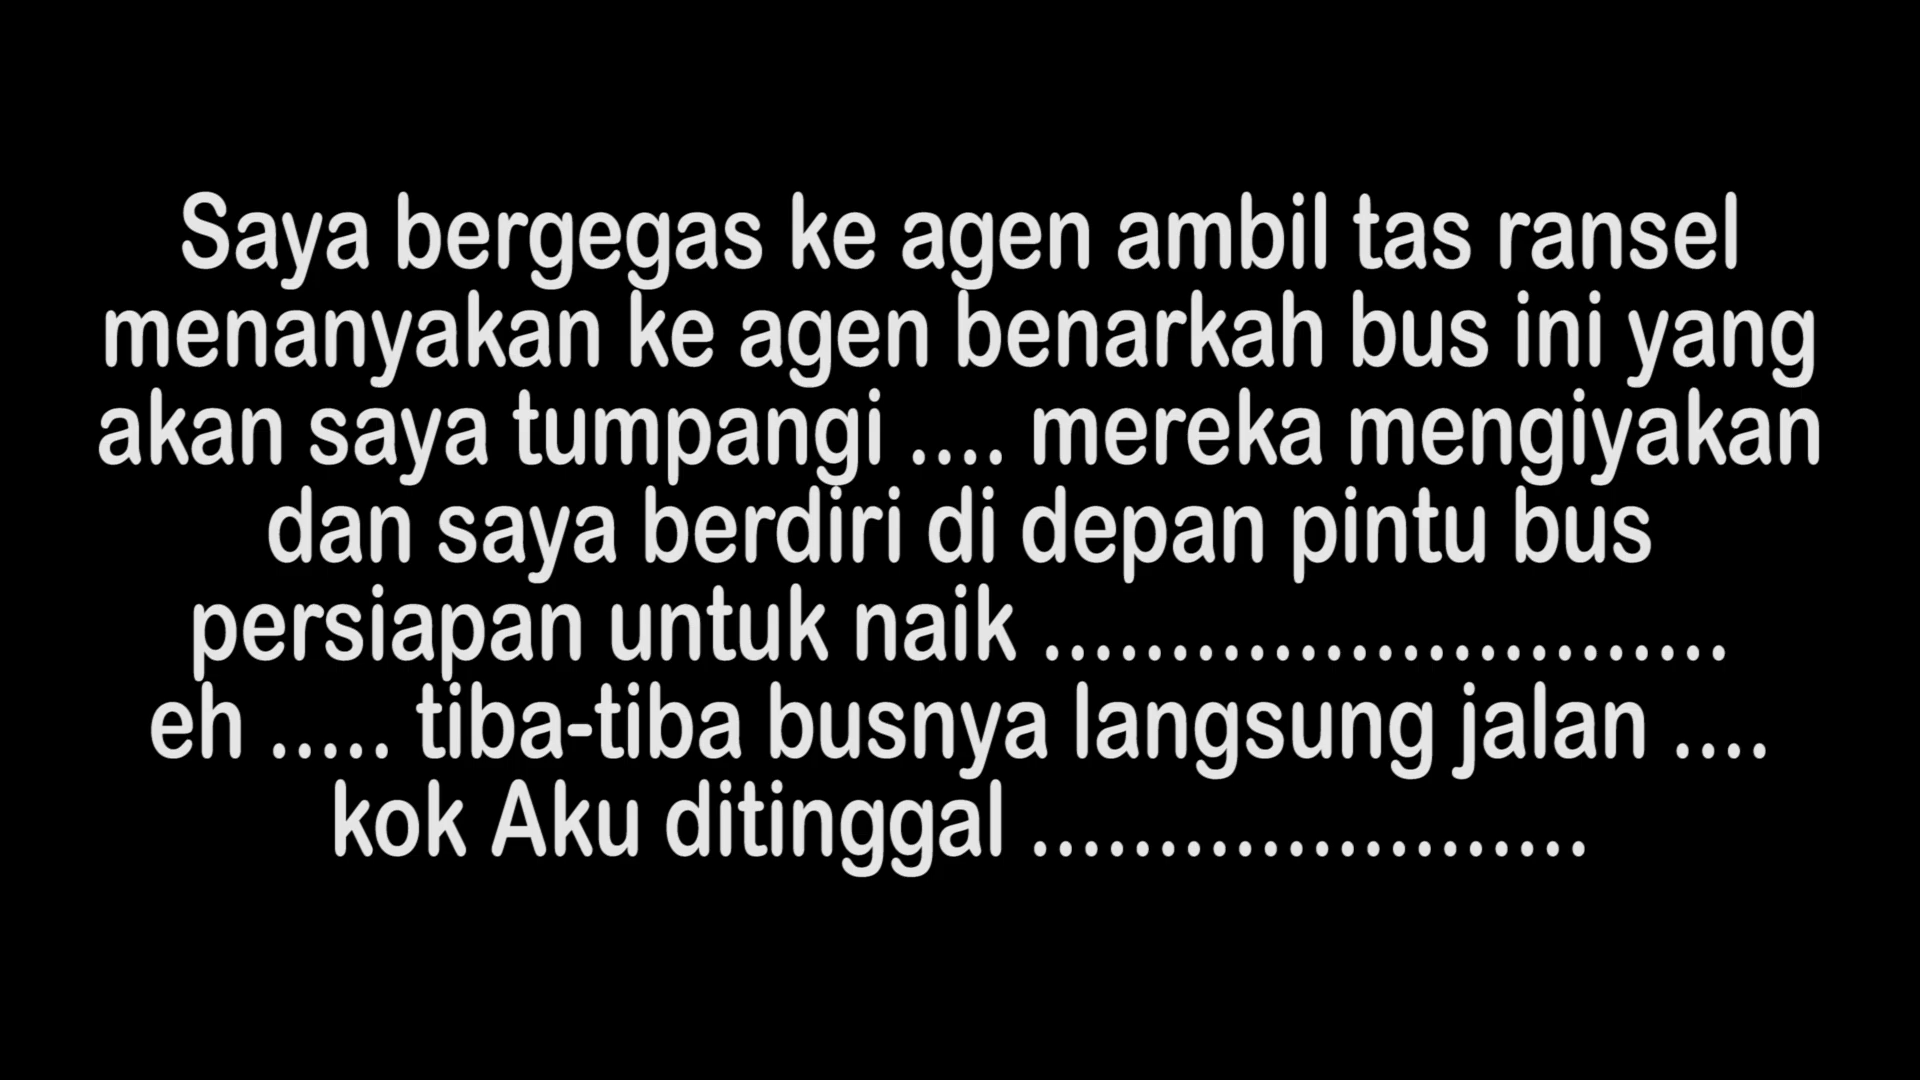 Saya bergegas ke agen ambil tas ransel
menanyakan ke agen benarkah bus ini yang
akan saya tumpangi .... mereka mengiyakan
dan saya berdiri di depan pintu bus
persiapan untuk naik ...........................
eh ..... tiba-tiba busnya langsung jalan ....
kok Aku ditinggal ......................